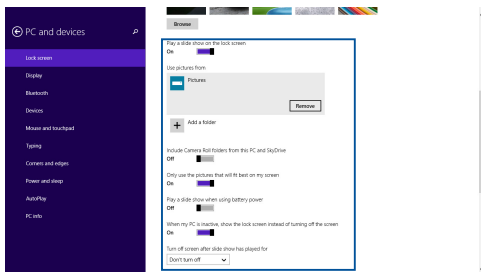 PC and devices
Lock screen
Display
Bluetooth
Devices
Mouse and touchpad
Typing
Corners and edges
Power and sleep
AutoPlay
PC info
Browse
Play a slide show on the lock screen
On
Use pictures from
Pictures
Remove
Add a folder
Include Camera Roll folders from this PC and SkyDrive
Off
Only use the pictures that will fit best on my screen
On
Play a slide show when using battery power
Off
When my PC is inactive, show the lock screen instead of turning off the screen
On
Turn off screen after slide show has played for
Don't turn off